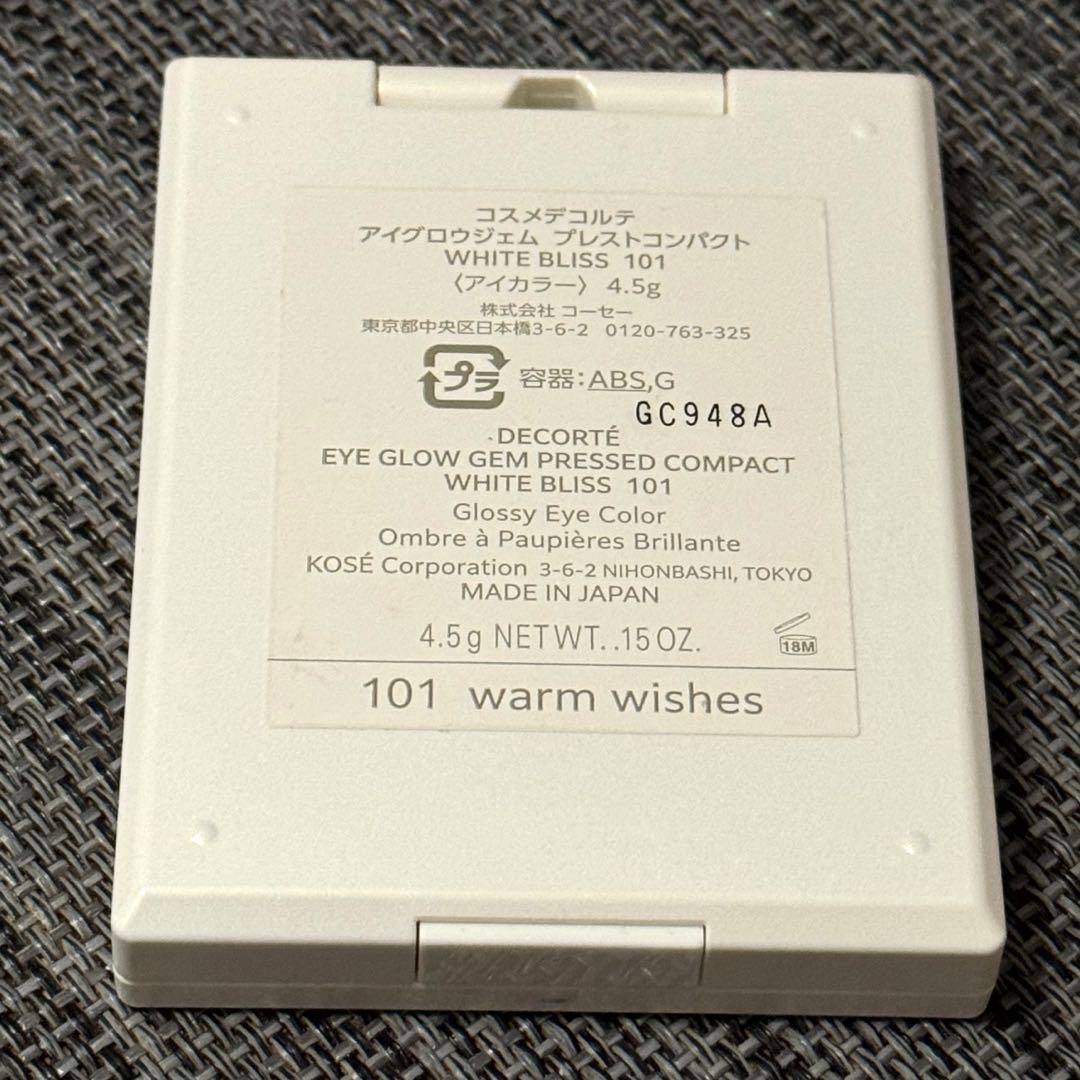 コスメデコルテ
アイグロウジェム プレストコンパクト
WHITE BLISS 101
〈アイカラー〉 4.5g
株式会社 コーセー
東京都中央区日本橋3-6-2 0120-763-325
プラ 容器:ABS,G
GC948A
DECORTÉ
EYE GLOW GEM PRESSED COMPACT
WHITE BLISS 101
Glossy Eye Color
Ombre à Paupières Brillante
KOSÉ Corporation 3-6-2 NIHONBASHI, TOKYO
MADE IN JAPAN
4.5g NET WT. .15 OZ.
18M
101 warm wishes